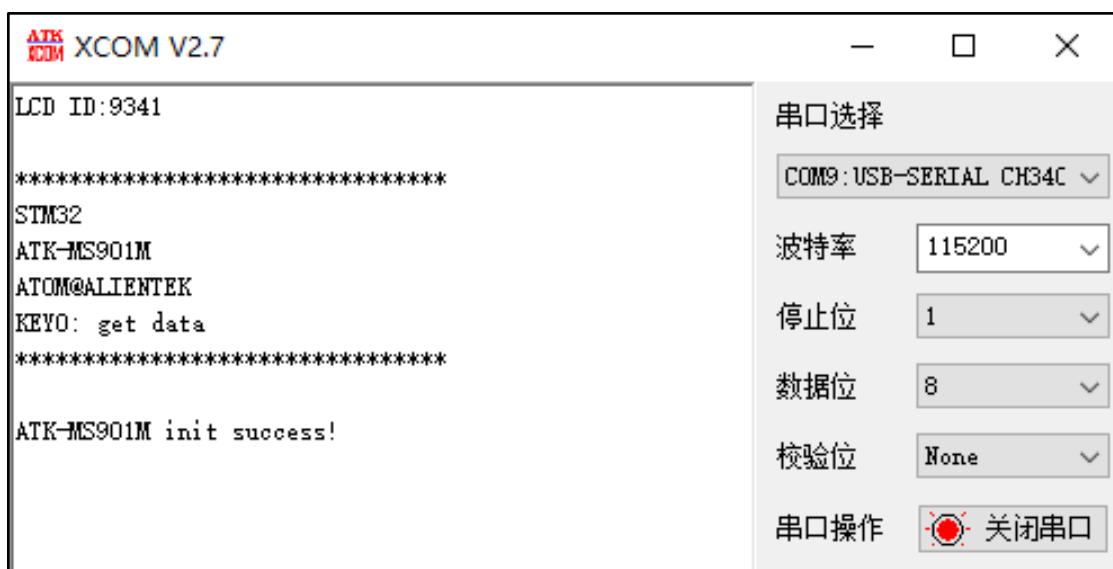 ATK XCOM XCOM V2.7
LCD ID:9341
********************************
STM32
ATK-MS901M
ATOM@ALIENTEK
KEY0: get data
********************************
ATK-MS901M init success!
串口选择
COM9:USB-SERIAL CH340
波特率 115200
停止位 1
数据位 8
校验位 None
串口操作 关闭串口